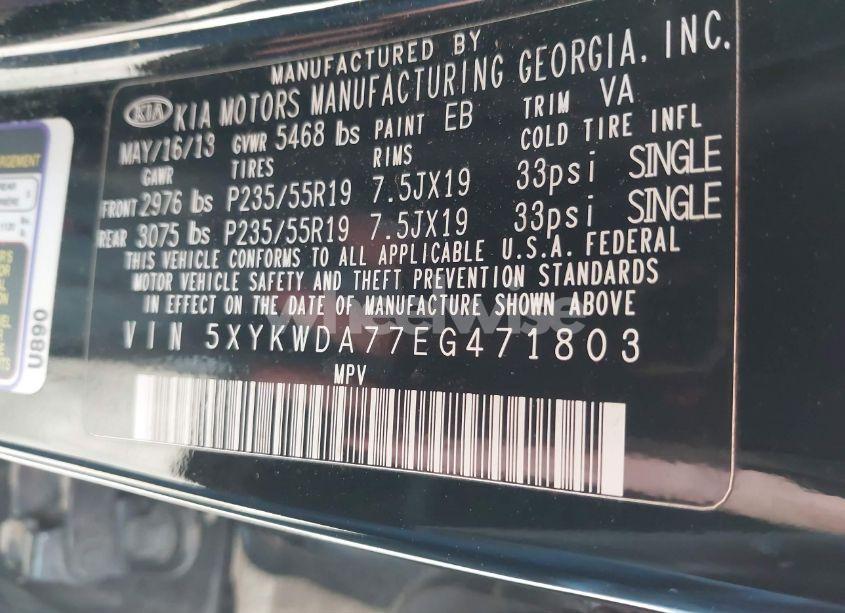 MANUFACTURED BY
KIA KIA MOTORS MANUFACTURING GEORGIA, INC.
MAY/16/13 GVWR 5468 lbs PAINT EB TRIM VA
GAWR TIRES RIMS COLD TIRE INFL
FRONT 2976 lbs P235/55R19 7.5JX19 33psi SINGLE
REAR 3075 lbs P235/55R19 7.5JX19 33psi SINGLE
THIS VEHICLE CONFORMS TO ALL APPLICABLE U.S.A. FEDERAL
MOTOR VEHICLE SAFETY AND THEFT PREVENTION STANDARDS
IN EFFECT ON THE DATE OF MANUFACTURE SHOWN ABOVE
VIN 5XYKWDA77EG471803
MPV
U890
wheelwise